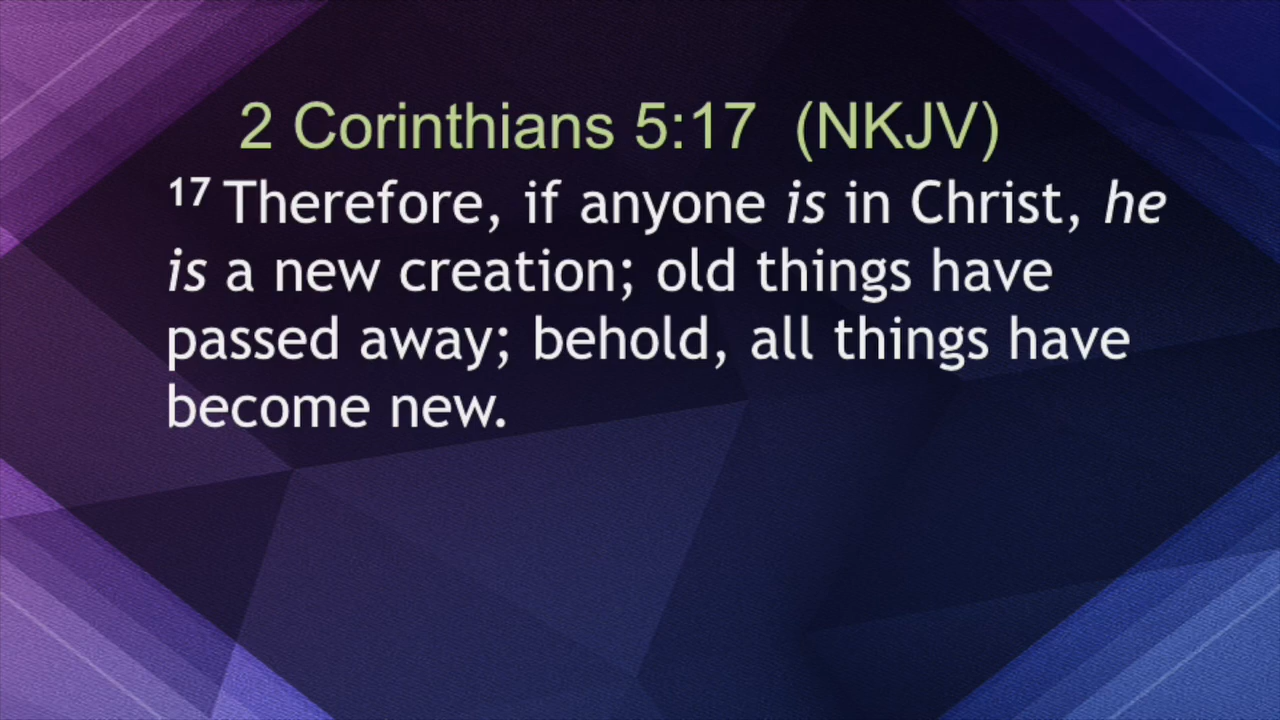 2 Corinthians 5:17 (NKJV)
17 Therefore, if anyone is in Christ, he
is a new creation; old things have
passed away; behold, all things have
become new.